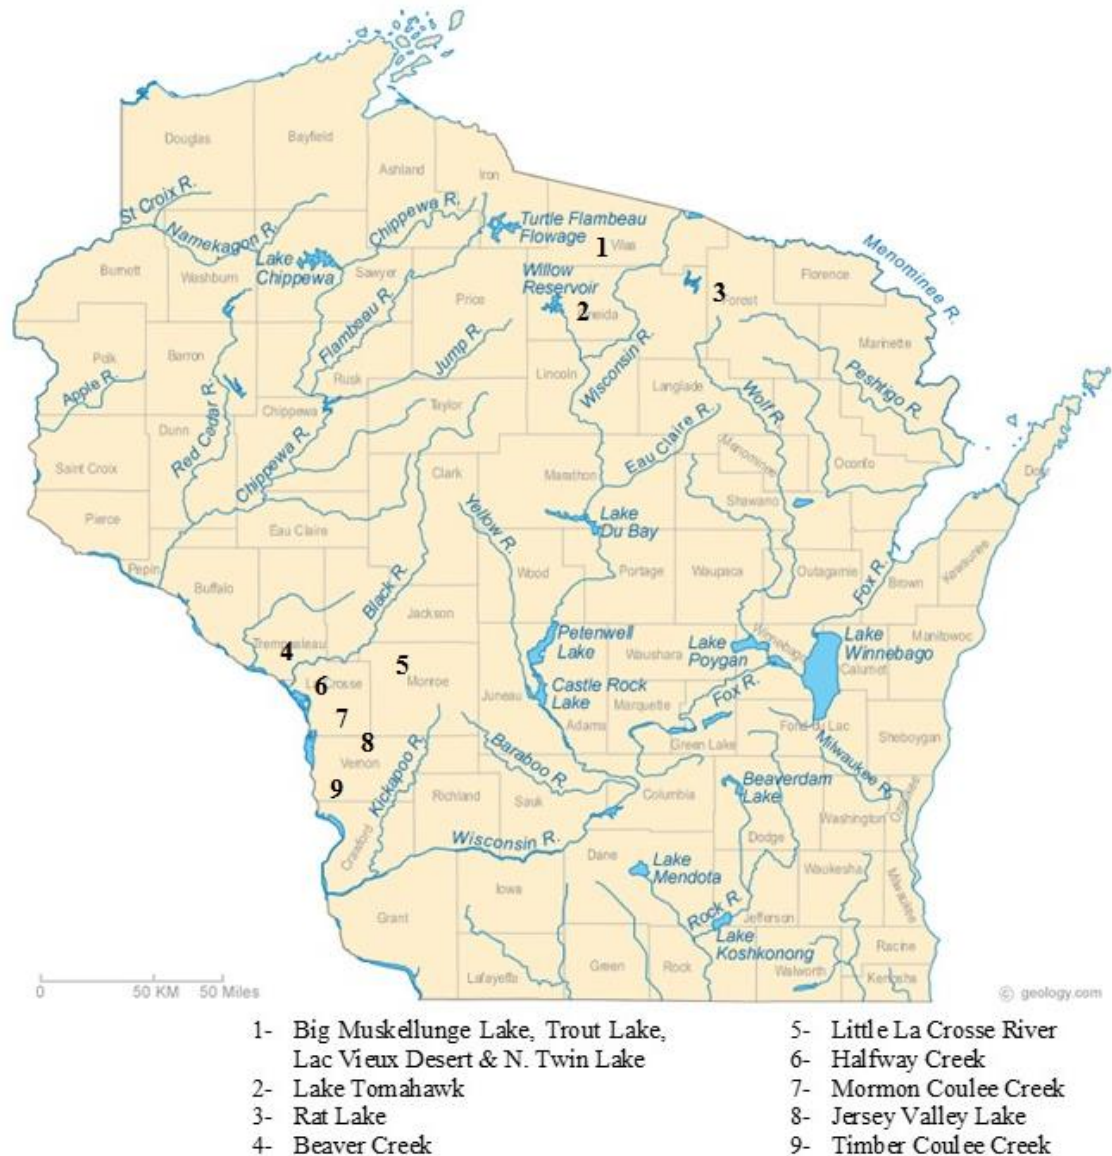 Douglas
Bayfield
Ashland
Iron
St Croix R.
Namekagon R.
Chippewa R.
Turtle Flambeau
Flowage
1
Vilas
Menominee R.
Burnett
Washburn
Lake
Chippewa
Sawyer
Willow
Reservoir
Florence
Price
2
Oneida
3
Forest
Flambeau R.
Jump R.
Wisconsin R.
Marinette
Polk
Barron
Apple R.
Rusk
Lincoln
Langlade
Peshtigo R.
Red Cedar R.
Chippewa
Taylor
Wolf R.
Dunn
Chippewa R.
Eau Claire R.
Saint Croix
Clark
Marathon
Menominee
Oconto
Door
Yellow R.
Shawano
Pierce
Eau Claire
Lake
Du Bay
Pepin
Buffalo
Wood
Portage
Waupaca
Outagamie
Fox R.
Brown
Kewaunee
Black R.
Jackson
Trempealeau
4
Petenwell
Lake
Waushara
Lake
Poygan
Winnebago
Lake
Winnebago
Manitowoc
Calumet
5
Monroe
6
La Crosse
Juneau
Castle Rock
Lake
Adams
Marquette
Fox R.
7
Green Lake
Fond du Lac
Sheboygan
8
Vernon
Kickapoo R.
Baraboo R.
Milwaukee R.
9
Richland
Sauk
Columbia
Beaverdam
Lake
Ozaukee
Washington
Dodge
Crawford
Wisconsin R.
Dane
Lake
Mendota
Waukesha
Milwaukee
Iowa
Grant
Rock R.
Jefferson
Lake
Koshkonong
Racine
Lafayette
Green
Rock
Walworth
Kenosha
0 50 KM 50 Miles
© geology.com
1- Big Muskellunge Lake, Trout Lake,
Lac Vieux Desert & N. Twin Lake
2- Lake Tomahawk
3- Rat Lake
4- Beaver Creek
5- Little La Crosse River
6- Halfway Creek
7- Mormon Coulee Creek
8- Jersey Valley Lake
9- Timber Coulee Creek